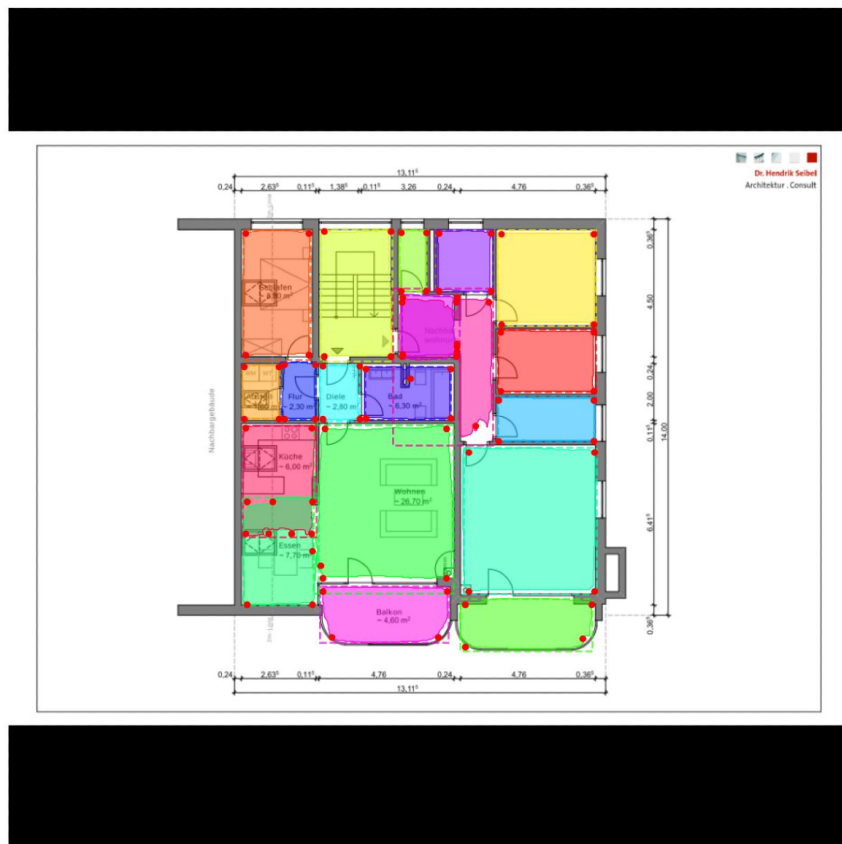 Dr. Hendrik Seibel
Architektur . Consult
13,11⁵
0,24 2,63⁵ 0,11⁵ 1,38⁵ 0,11⁵ 3,26 0,24 4,76 0,36⁵
0,36⁵
4,50
0,24
2,00
0,11⁵
14,00
6,41⁵
0,36⁵
Nachbargebäude
Schlafen
Flur
~ 2,30 m²
Diele
~ 2,80 m²
Bad
~ 6,30 m²
Küche
~ 6,00 m²
Wohnen
~ 26,70 m²
Essen
~ 7,70 m²
Balkon
~ 4,60 m²
0,24 2,63⁵ 0,11⁵ 4,76 0,24 4,76 0,36⁵
13,11⁵